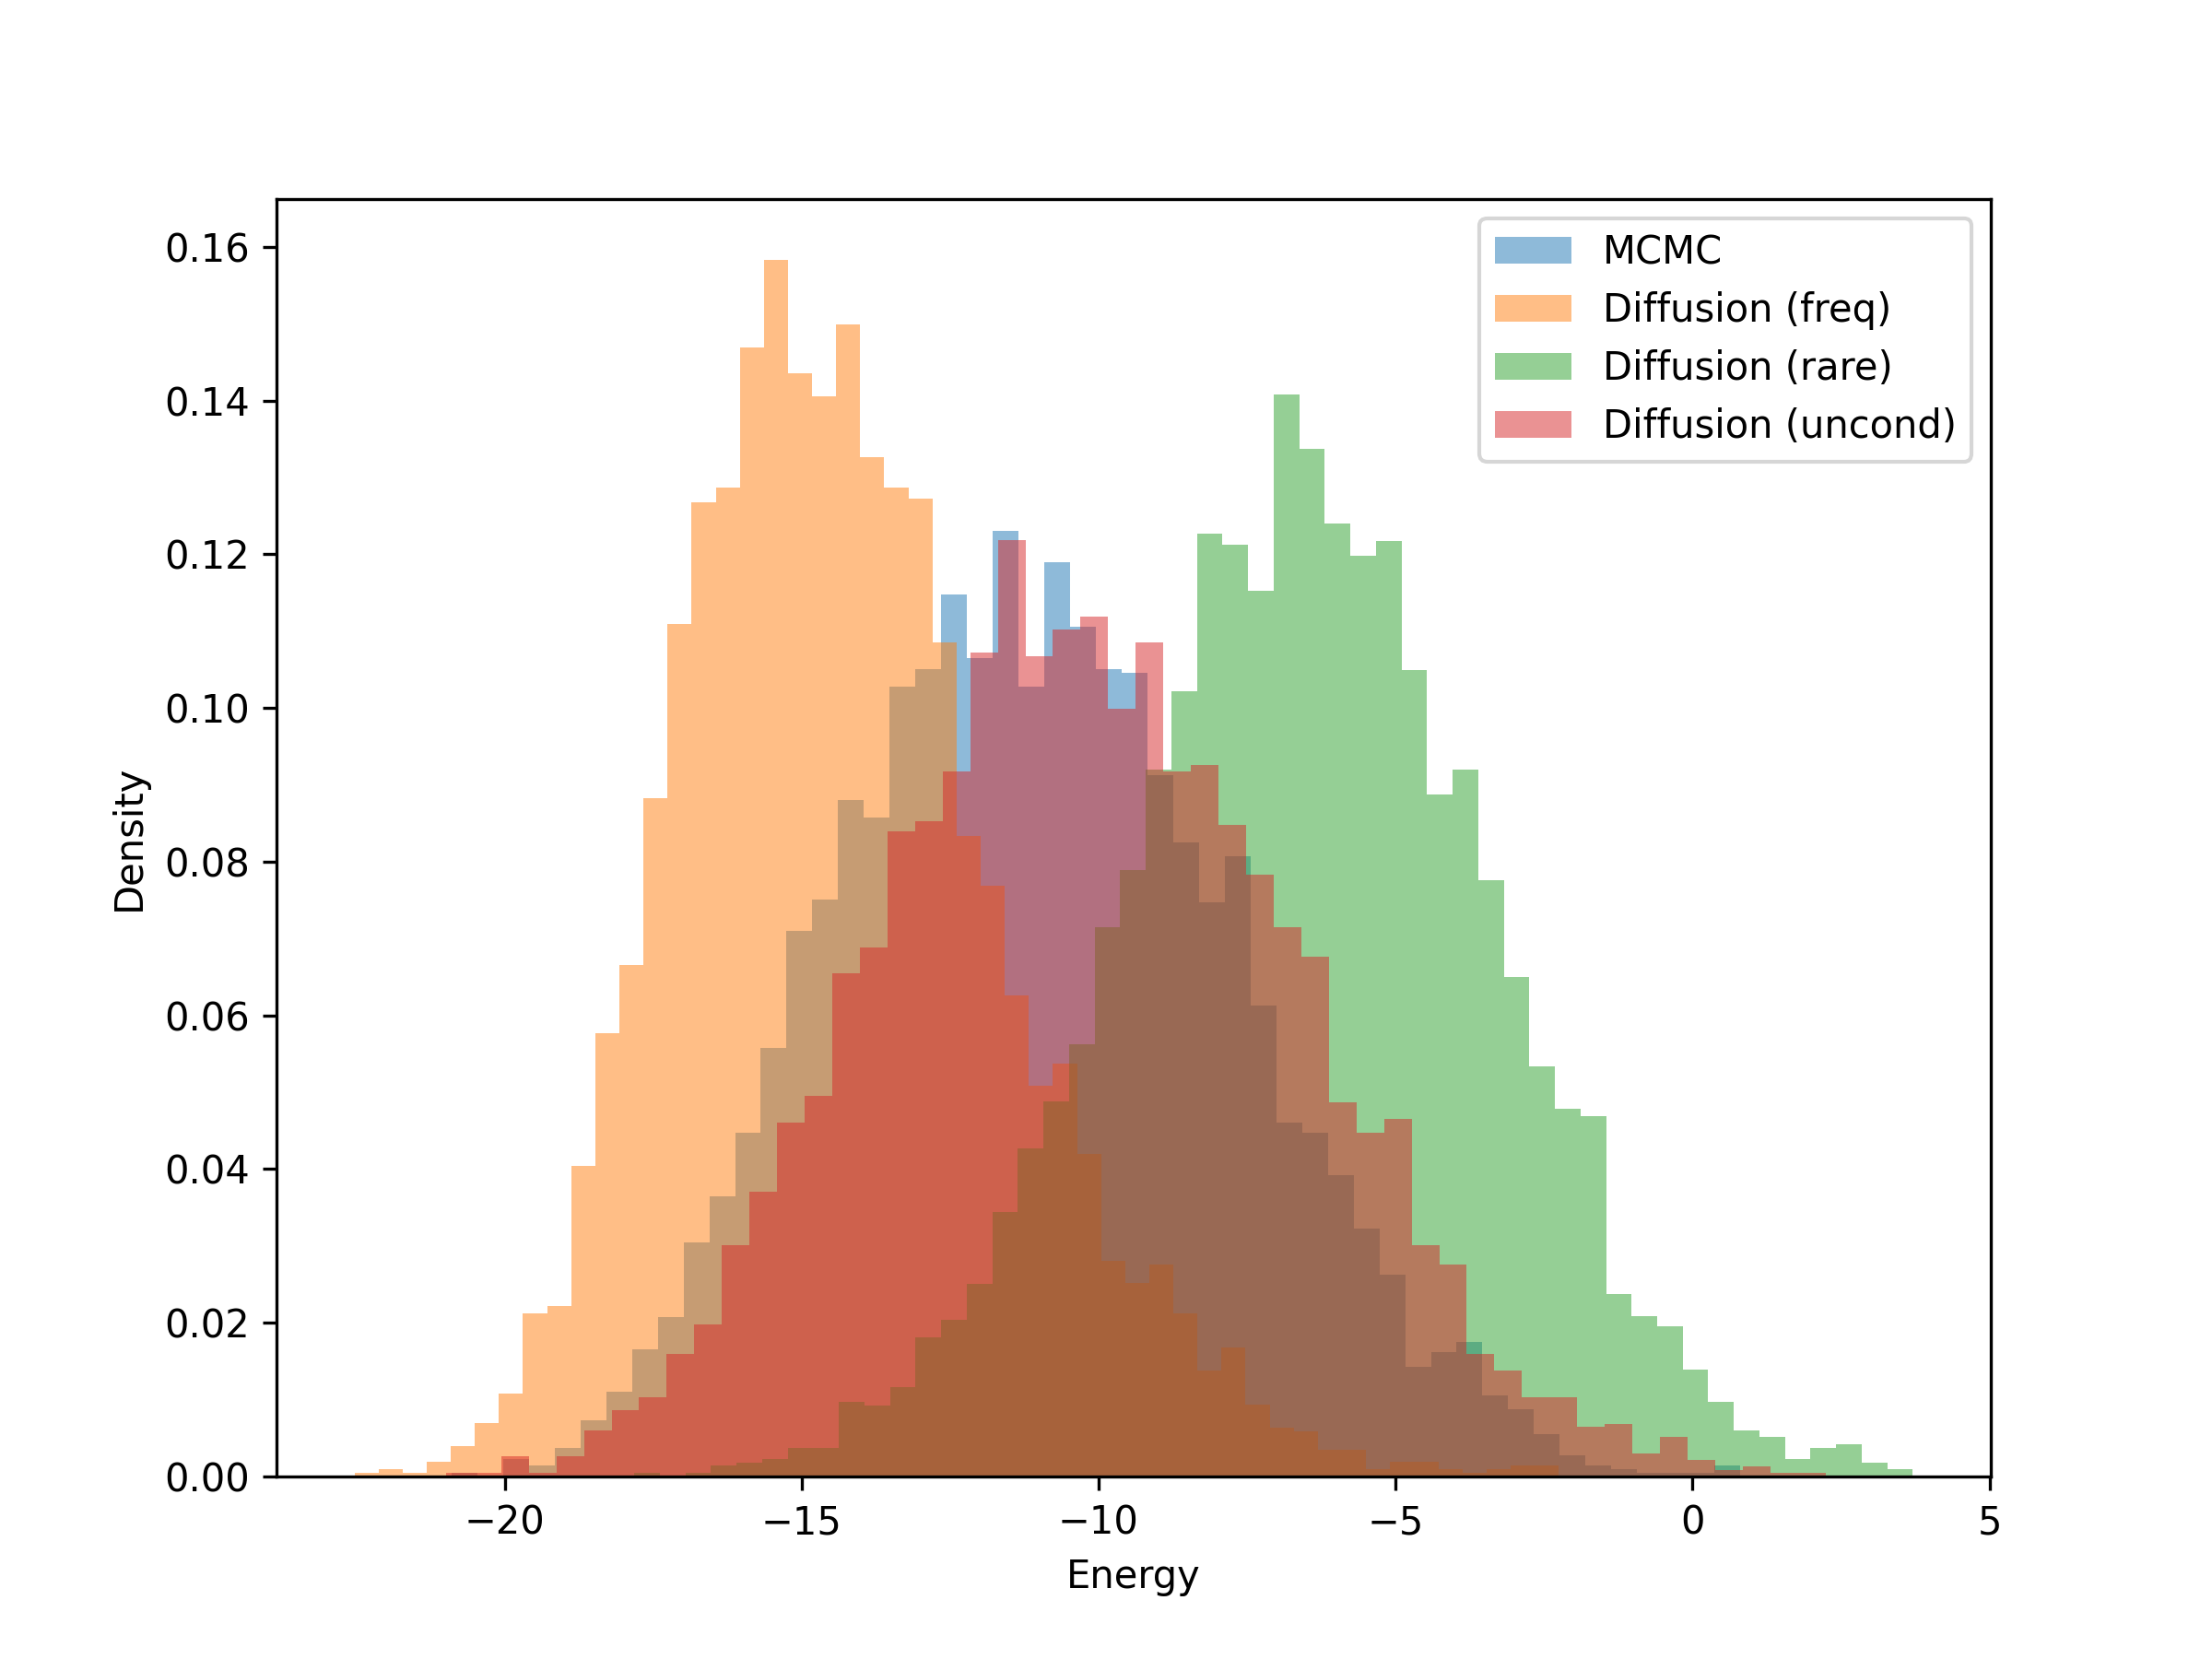 MCMC
Diffusion (freq)
Diffusion (rare)
Diffusion (uncond)
0.16
0.14
0.12
0.10
0.08
0.06
0.04
0.02
0.00
Density
−20 −15 −10 −5 0 5
Energy